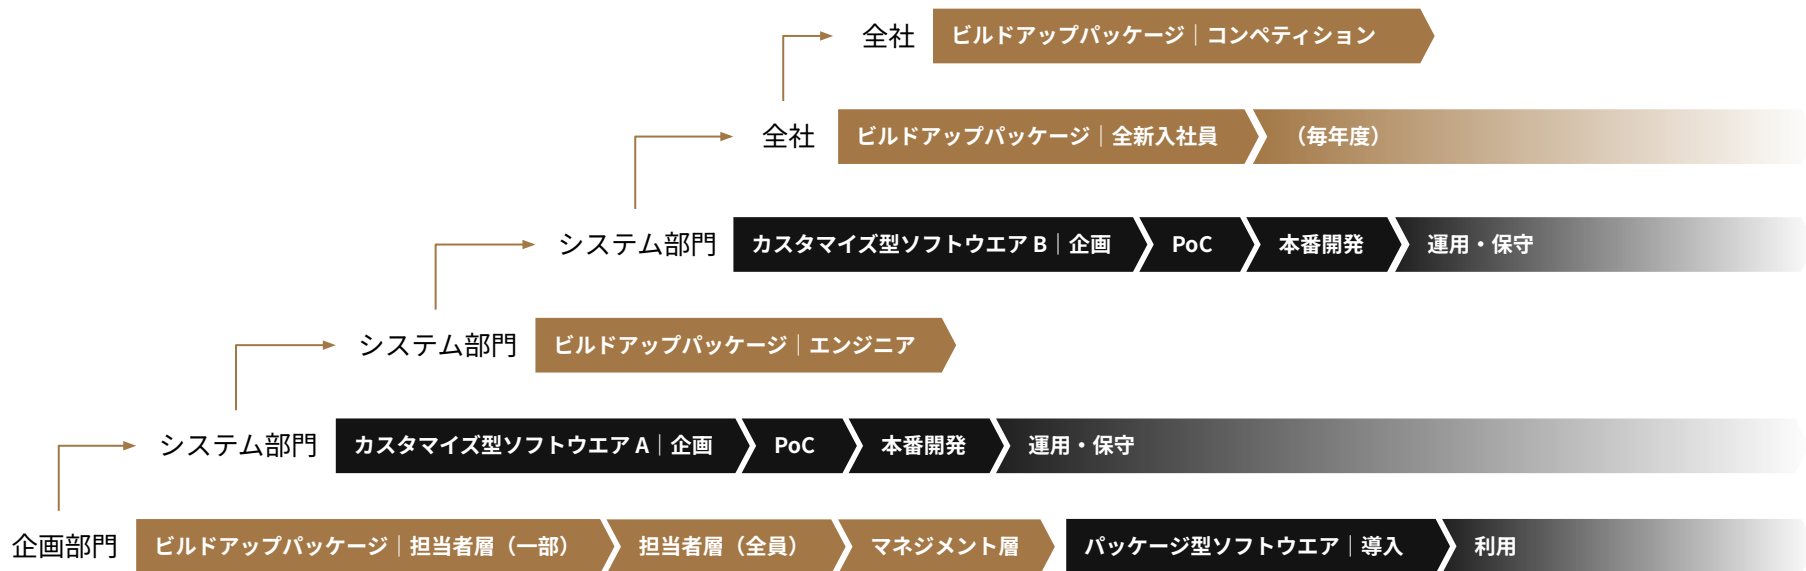 全社 ビルドアップパッケージ｜コンペティション
全社 ビルドアップパッケージ｜全新入社員 （毎年度）
システム部門 カスタマイズ型ソフトウエア B｜企画 PoC 本番開発 運用・保守
システム部門 ビルドアップパッケージ｜エンジニア
システム部門 カスタマイズ型ソフトウエア A｜企画 PoC 本番開発 運用・保守
企画部門 ビルドアップパッケージ｜担当者層（一部） 担当者層（全員） マネジメント層 パッケージ型ソフトウエア｜導入 利用